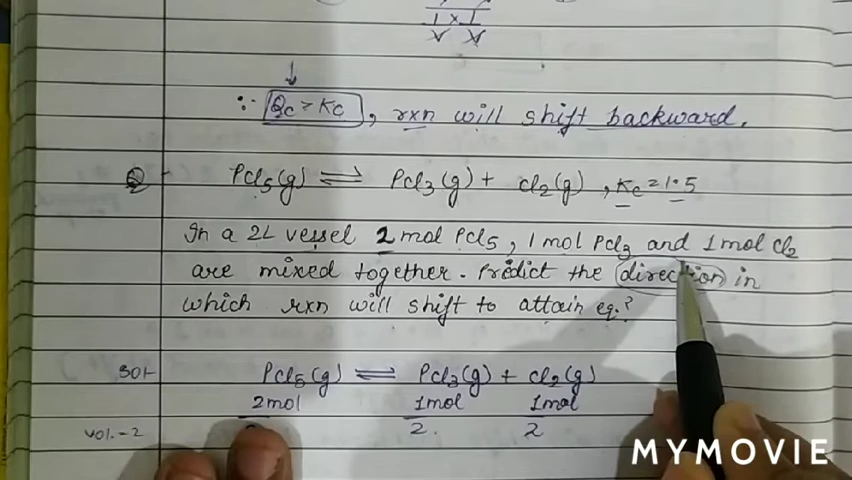 1 x 1
∵ Qc > Kc , rxn will shift backward.
Q PCl5(g) ⇌ PCl3(g) + Cl2(g) , Kc = 1.5
In a 2L vessel 2 mol PCl5 , 1 mol PCl3 and 1 mol Cl2
are mixed together. Predict the direction in
which rxn will shift to attain eq.?
Sol- PCl5(g) ⇌ PCl3(g) + Cl2(g)
2mol 1mol 1mol
vol. - 2 2. 2
MYMOVIE